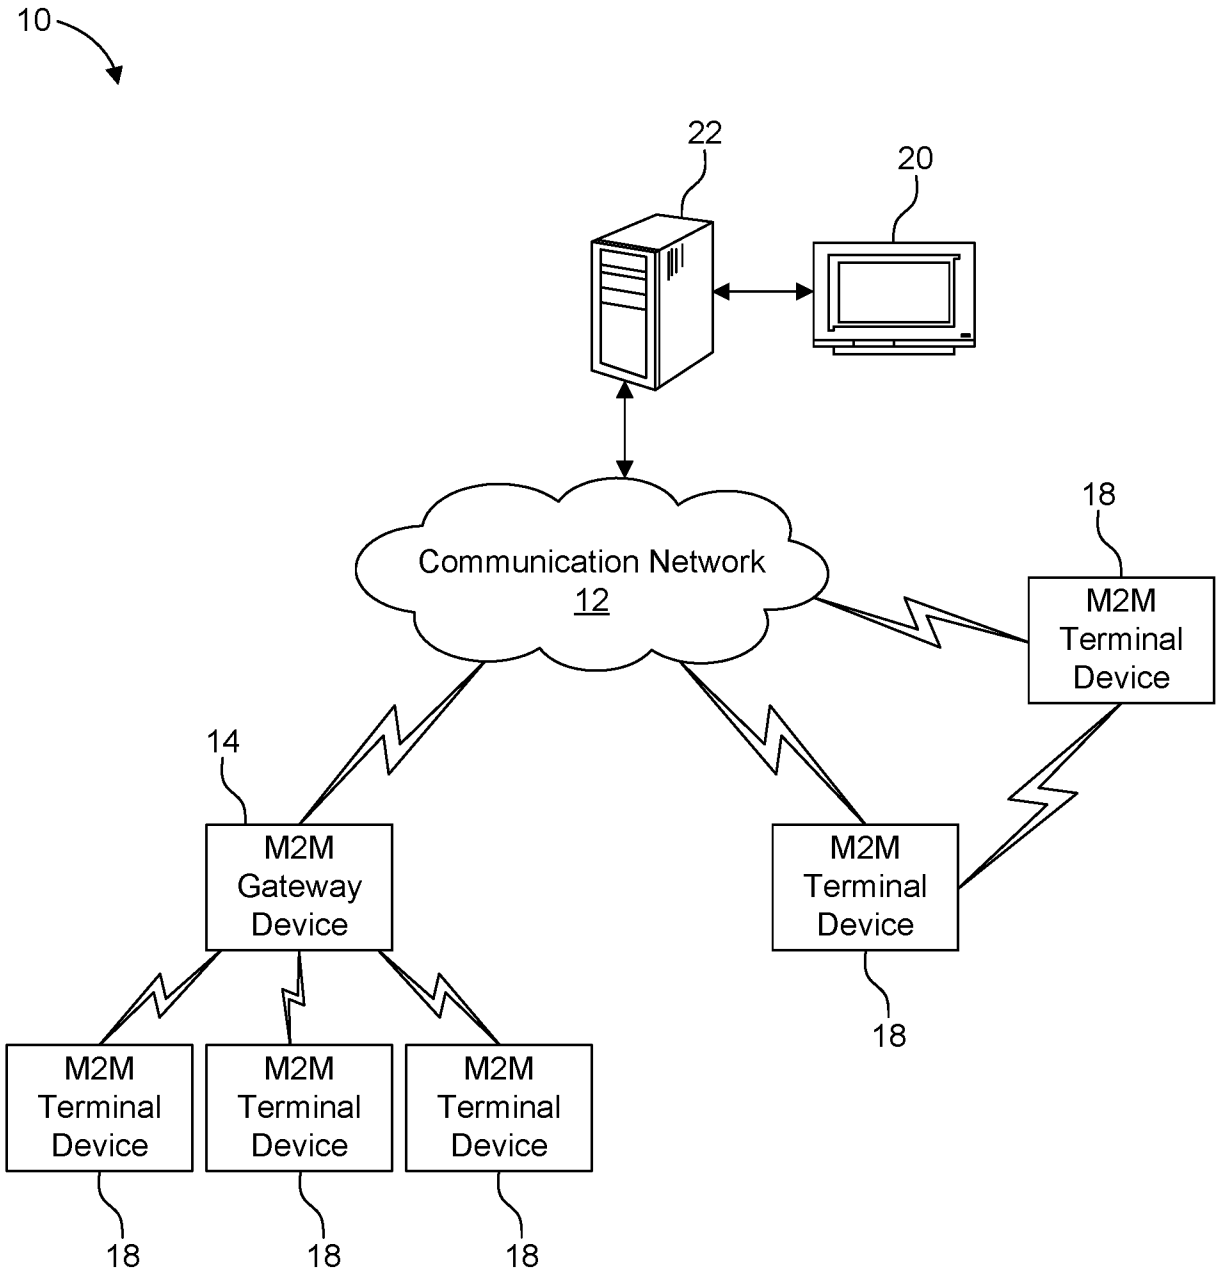 10
22
20
18
Communication Network
12
M2M
Terminal
Device
14
M2M
Gateway
Device
M2M
Terminal
Device
18
M2M
Terminal
Device
M2M
Terminal
Device
M2M
Terminal
Device
18
18
18